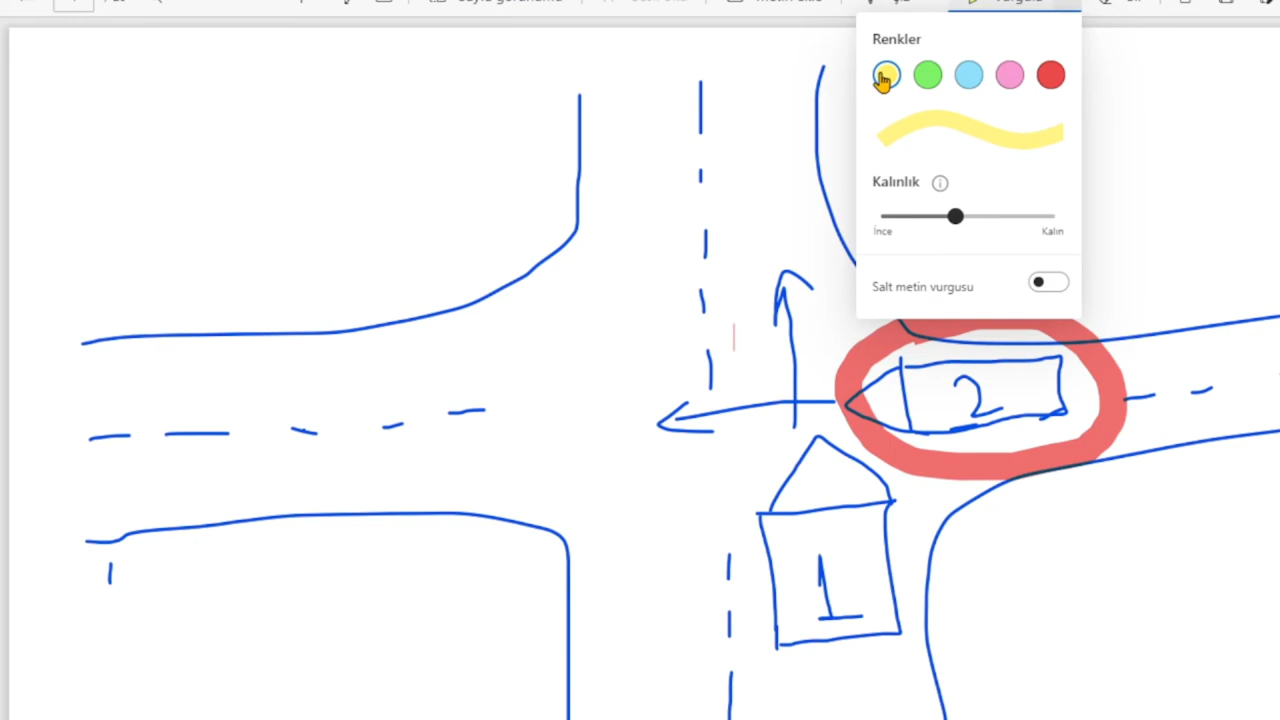 Renkler
Kalınlık
İnce Kalın
Salt metin vurgusu
2
1